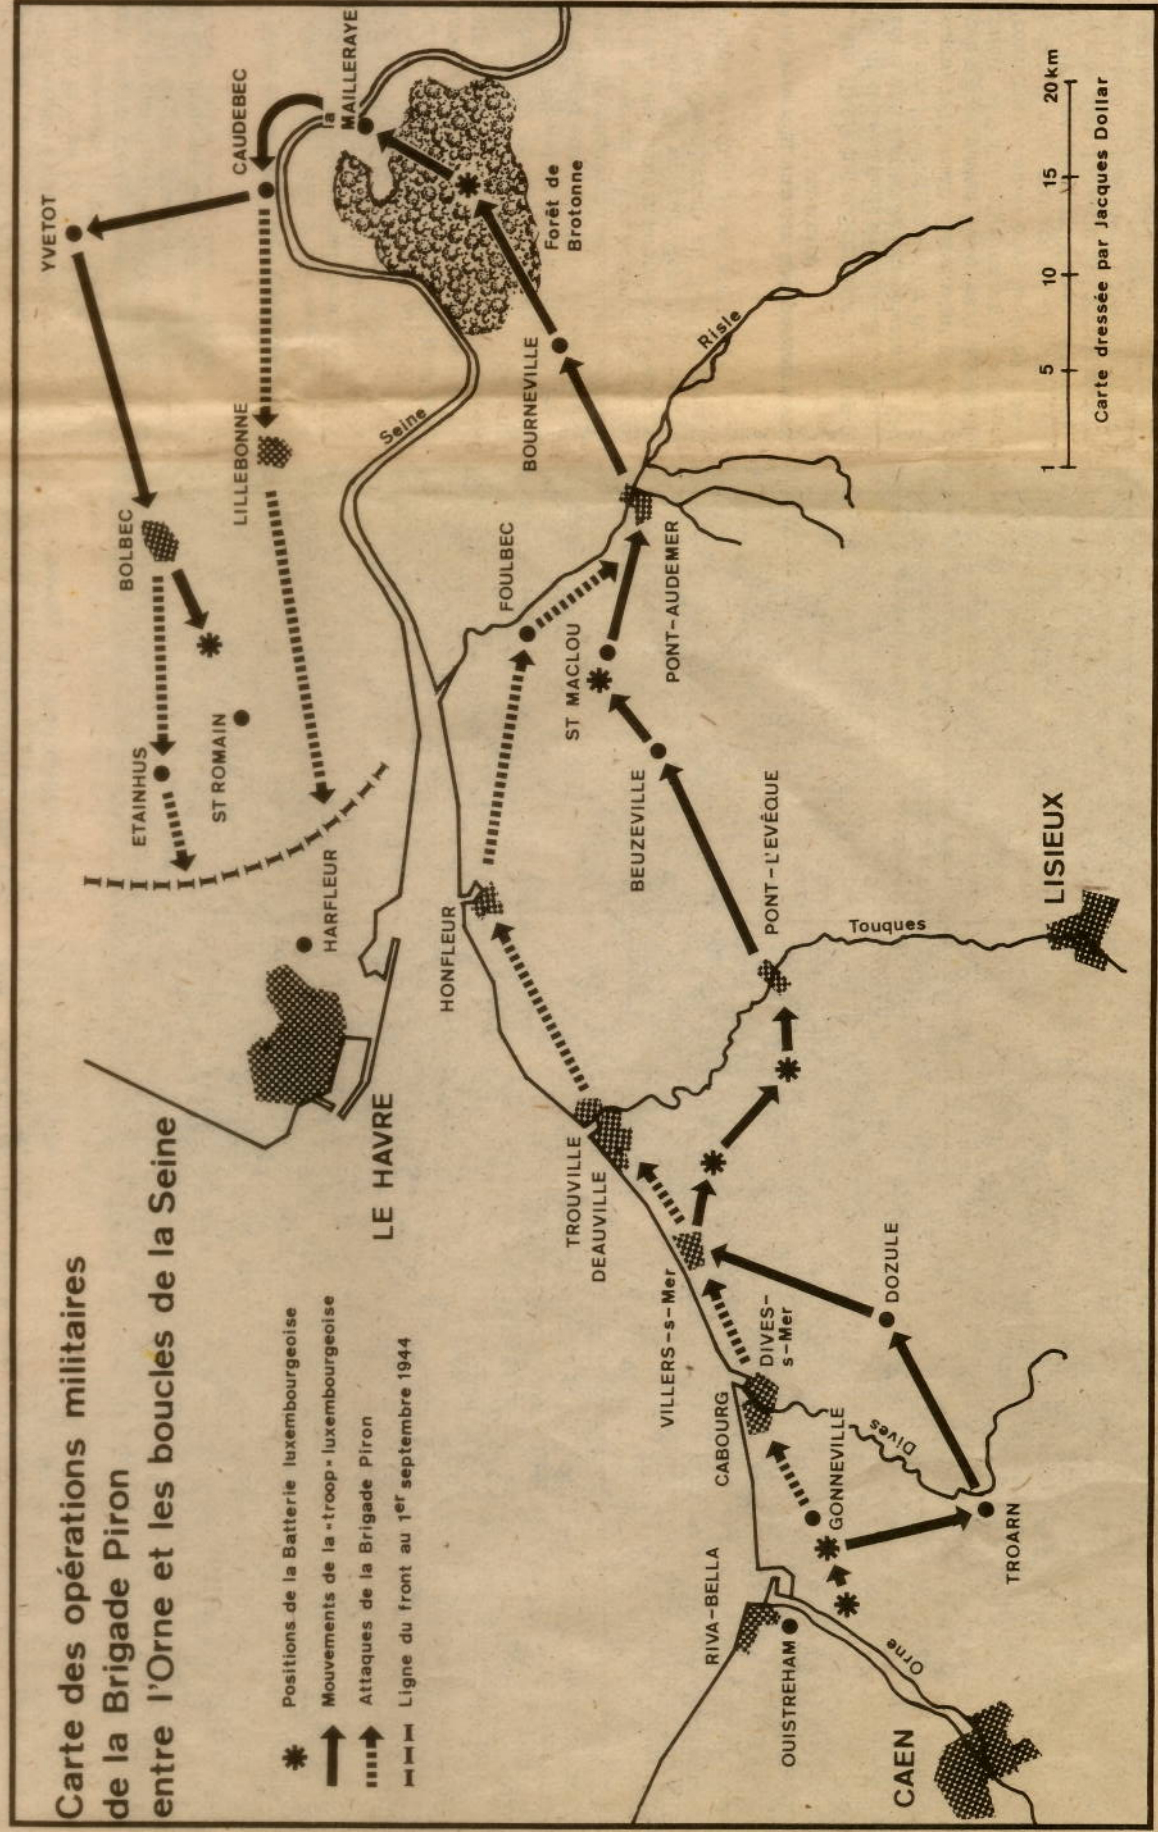 Carte des opérations militaires
de la Brigade Piron
entre l'Orne et les boucles de la Seine
Positions de la Batterie luxembourgeoise
Mouvements de la "troop" luxembourgeoise
Attaques de la Brigade Piron
Ligne du front au 1er septembre 1944
YVETOT
CAUDEBEC
la
MAILLERAYE
BOLBEC
LILLEBONNE
ETAINHUS
ST ROMAIN
HARFLEUR
LE HAVRE
Seine
Forêt de
Brotonne
BOURNEVILLE
FOULBEC
Risle
HONFLEUR
ST MACLOU
PONT-AUDEMER
BEUZEVILLE
PONT-L'EVÊQUE
TROUVILLE
DEAUVILLE
Touques
LISIEUX
VILLERS-s-Mer
DIVES-
s-Mer
CABOURG
DOZULE
GONNEVILLE
Dives
RIVA-BELLA
OUISTREHAM
TROARN
Orne
CAEN
1 5 10 15 20km
Carte dressée par Jacques Dollar